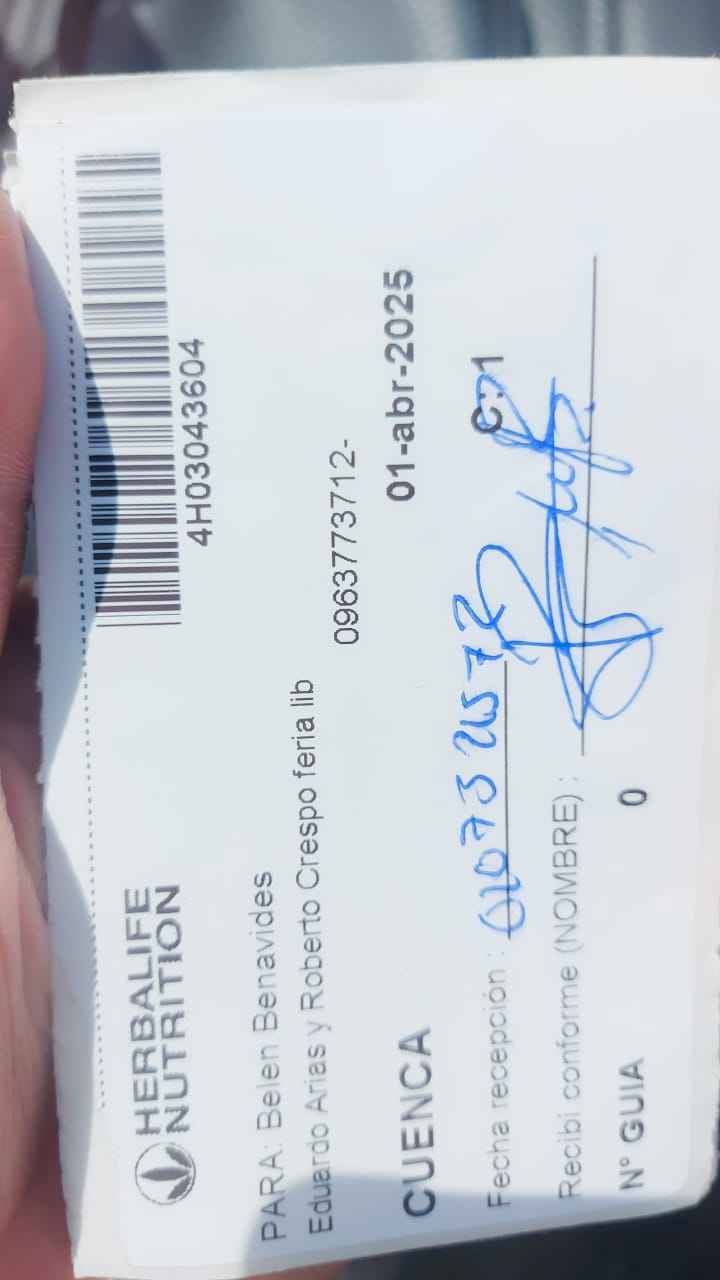 HERBALIFE
NUTRITION
4H03043604
PARA: Belen Benavides
Eduardo Arias y Roberto Crespo feria lib
0963773712-
CUENCA
01-abr-2025
Fecha recepción :
C: 1
Recibí conforme (NOMBRE) :
N° GUIA 0